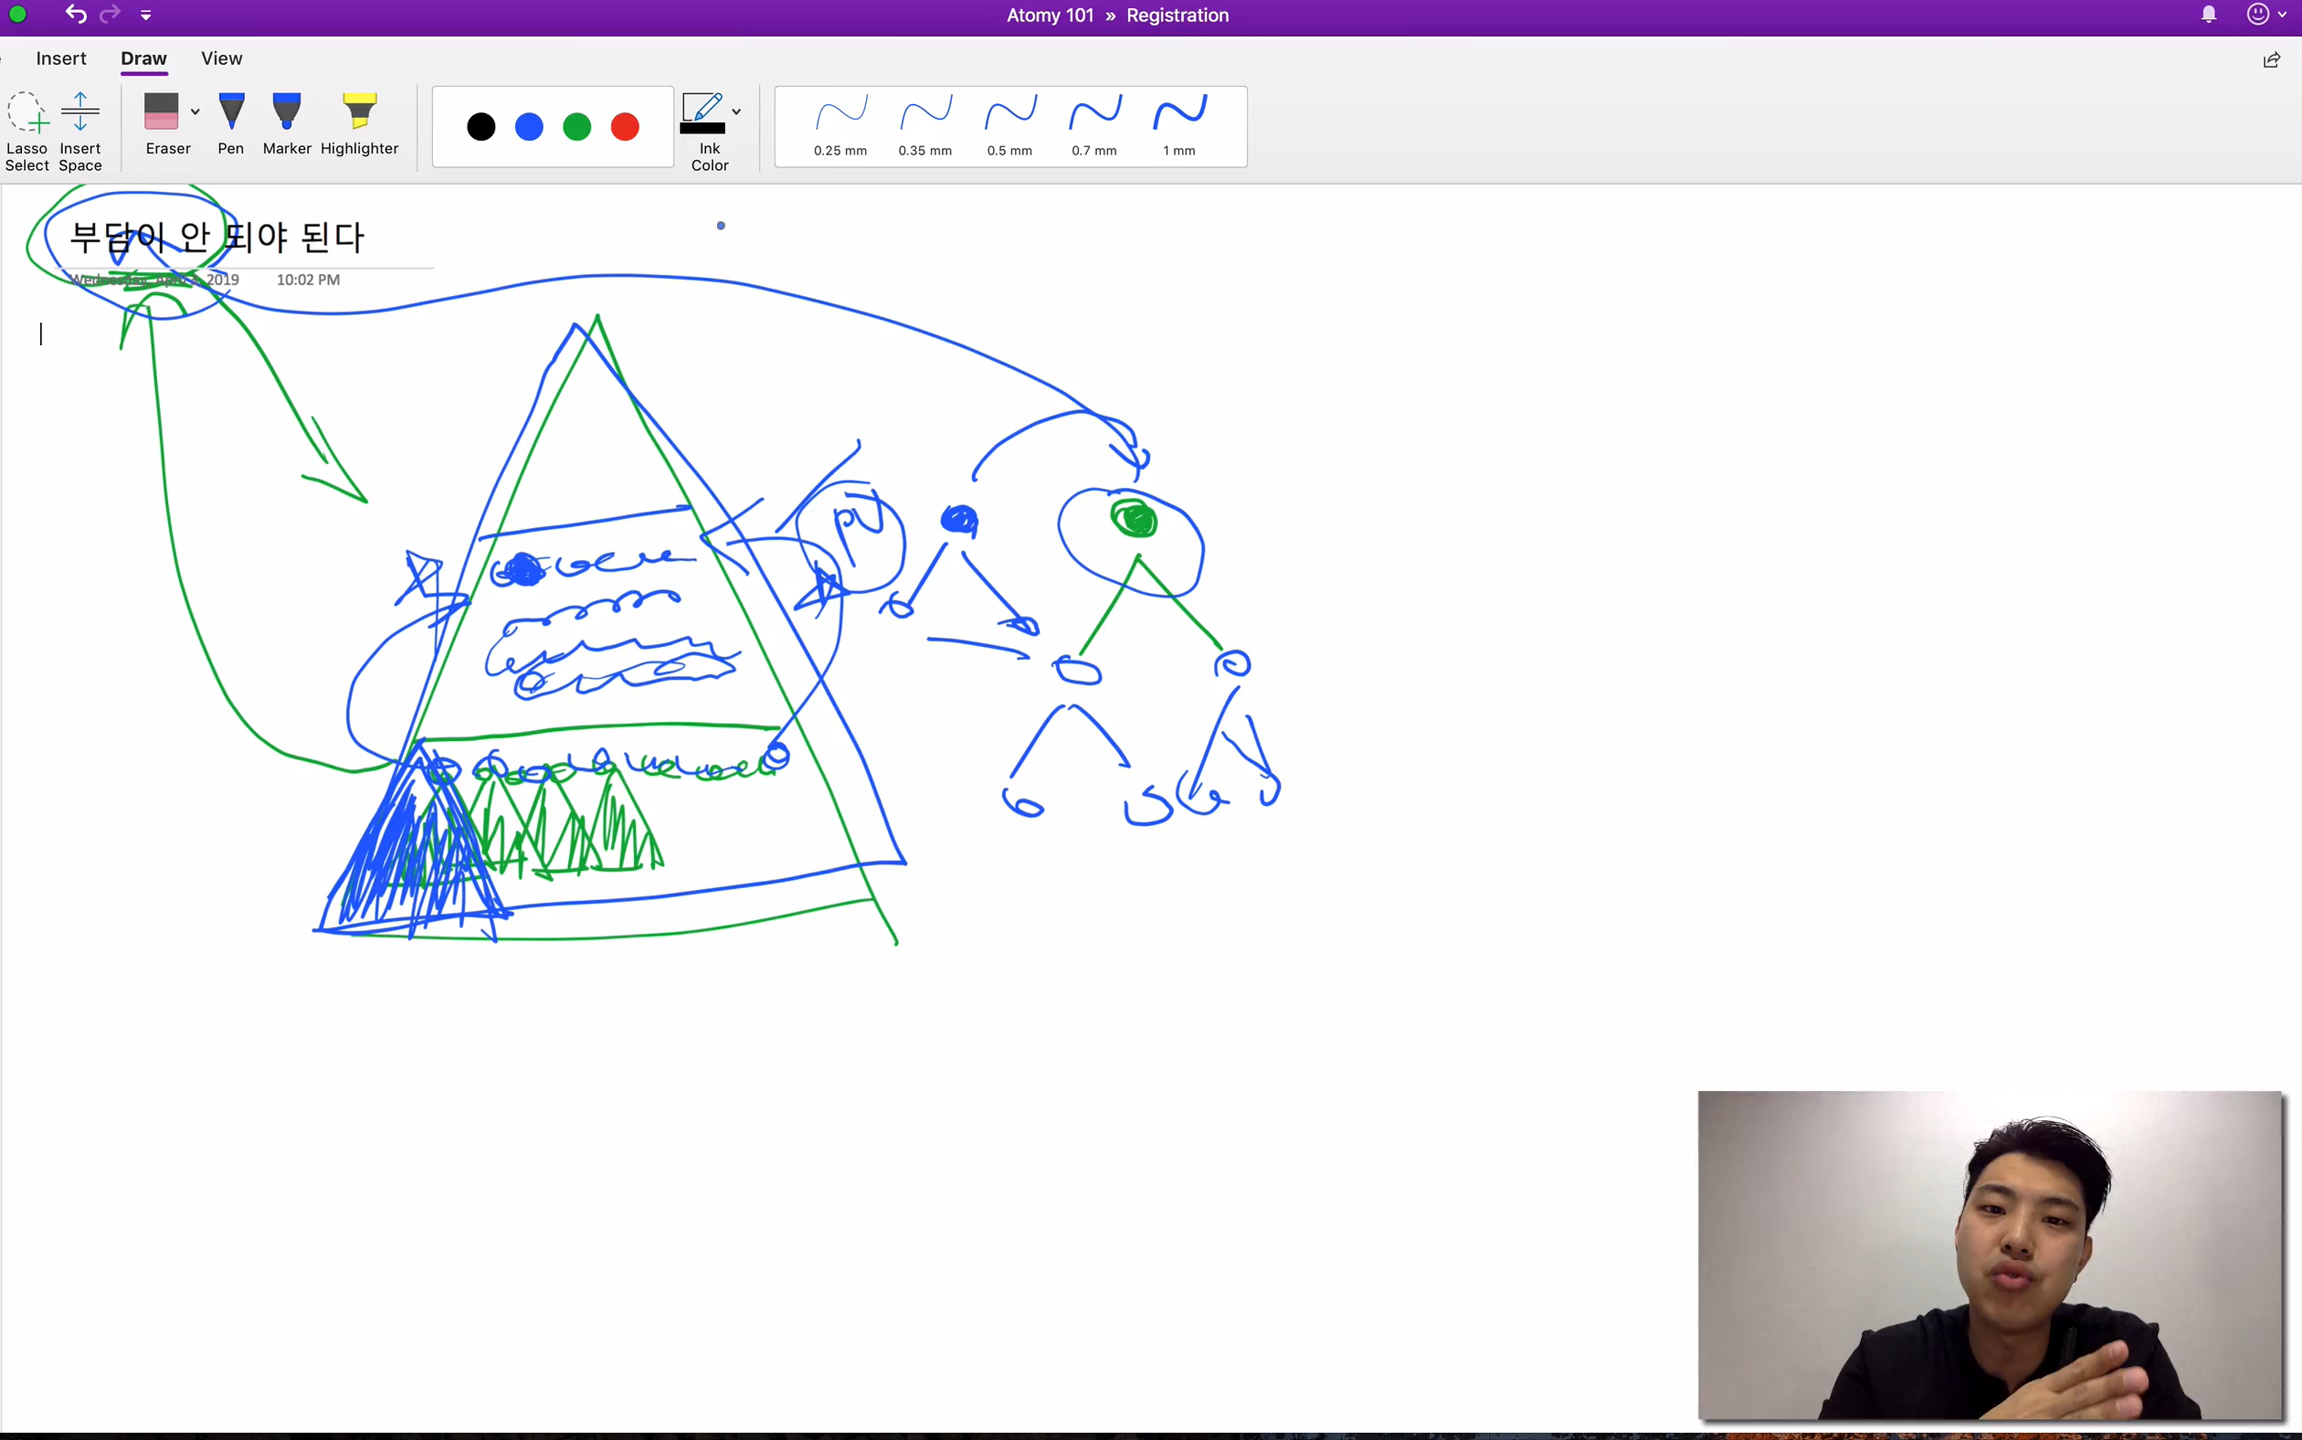 Atomy 101 » Registration
Insert Draw View
Lasso Select
Insert Space
Eraser
Pen
Marker
Highlighter
Ink Color
0.25 mm
0.35 mm
0.5 mm
0.7 mm
1 mm
부담이 안 되야 된다
Wednesday, April 2019 10:02 PM
PV